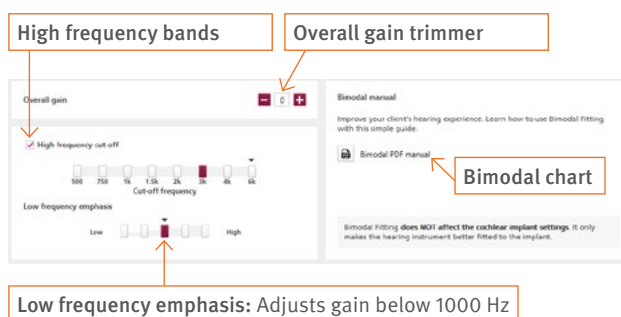 High frequency bands
Overall gain trimmer
Overall gain
0
High frequency cut off
500 750 1k 1.5k 2k 3k 4k 6k
Cut-off frequency
Low frequency emphasis
Low High
Bimodal manual
Improve your client's hearing experience. Learn how to use Bimodal Fitting
with this simple guide.
Bimodal PDF manual
Bimodal chart
Bimodal Fitting does NOT affect the cochlear implant settings. It only
makes the hearing instrument better fitted to the implant.
Low frequency emphasis: Adjusts gain below 1000 Hz